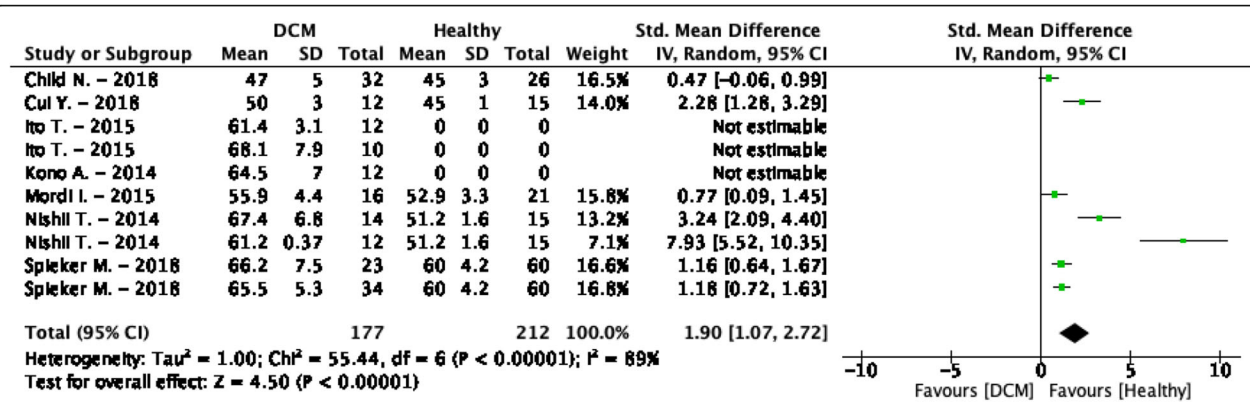 DCM Healthy Std. Mean Difference Std. Mean Difference
Study or Subgroup Mean SD Total Mean SD Total Weight IV, Random, 95% CI IV, Random, 95% CI
Child N. – 2018 47 5 32 45 3 26 16.5% 0.47 [−0.06, 0.99]
Cui Y. – 2018 50 3 12 45 1 15 14.0% 2.28 [1.28, 3.29]
Ito T. – 2015 61.4 3.1 12 0 0 0 Not estimable
Ito T. – 2015 68.1 7.9 10 0 0 0 Not estimable
Kono A. – 2014 64.5 7 12 0 0 0 Not estimable
Mordi I. – 2015 55.9 4.4 16 52.9 3.3 21 15.8% 0.77 [0.09, 1.45]
Nishii T. – 2014 67.4 6.8 14 51.2 1.6 15 13.2% 3.24 [2.09, 4.40]
Nishii T. – 2014 61.2 0.37 12 51.2 1.6 15 7.1% 7.93 [5.52, 10.35]
Spieker M. – 2018 66.2 7.5 23 60 4.2 60 16.6% 1.16 [0.64, 1.67]
Spieker M. – 2018 65.5 5.3 34 60 4.2 60 16.8% 1.18 [0.72, 1.63]
Total (95% CI) 177 212 100.0% 1.90 [1.07, 2.72]
Heterogeneity: Tau² = 1.00; Chi² = 55.44, df = 6 (P < 0.00001); I² = 89%
Test for overall effect: Z = 4.50 (P < 0.00001)
−10 −5 0 5 10
Favours [DCM] Favours [Healthy]